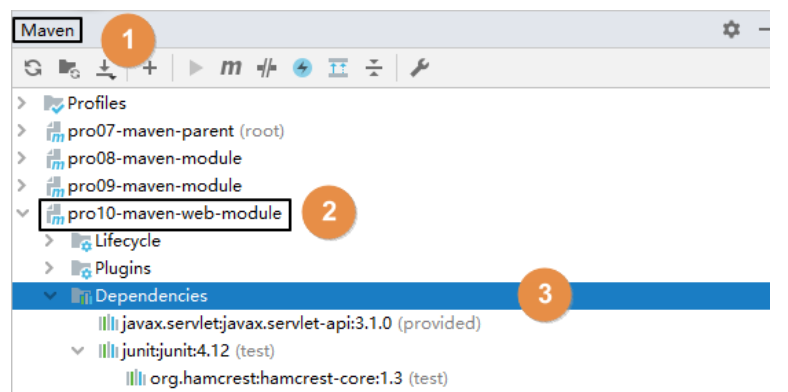 Maven
1
m
Profiles
pro07-maven-parent (root)
pro08-maven-module
pro09-maven-module
pro10-maven-web-module
2
Lifecycle
Plugins
Dependencies
3
javax.servlet:javax.servlet-api:3.1.0 (provided)
junit:junit:4.12 (test)
org.hamcrest:hamcrest-core:1.3 (test)